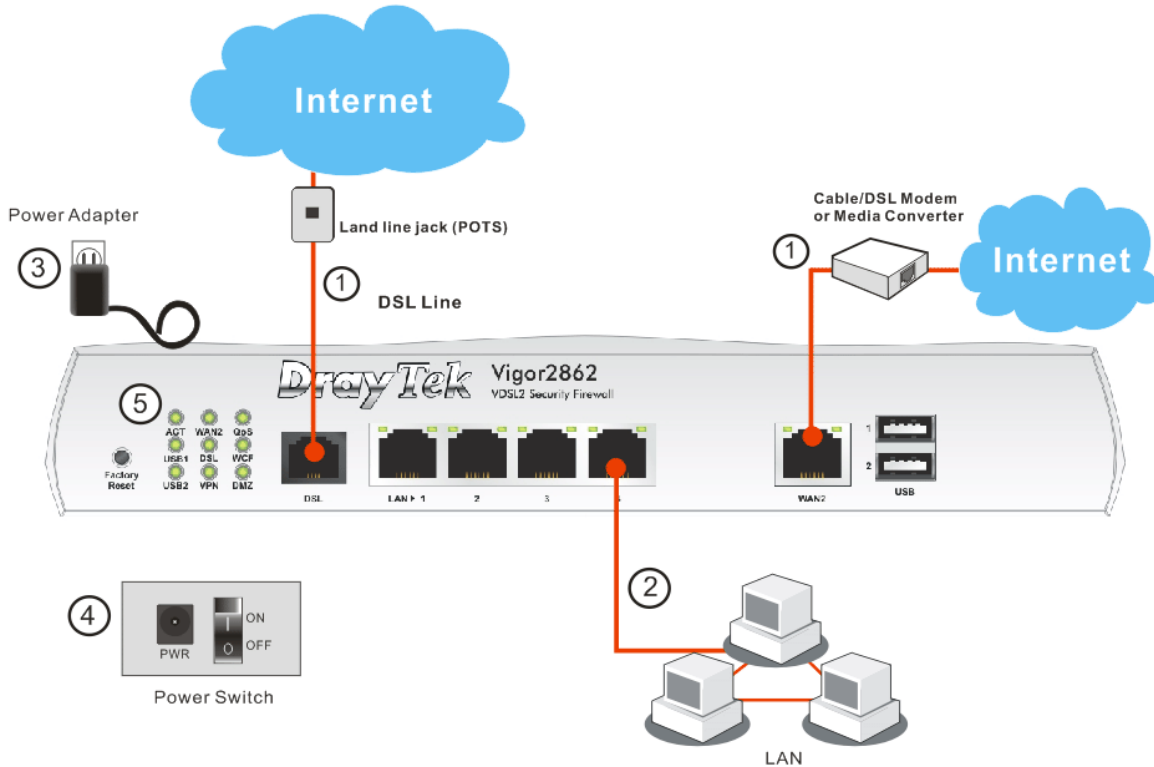 Internet
Cable/DSL Modem
or Media Converter
Power Adapter
Land line jack (POTS)
1
1
Internet
3
DSL Line
DrayTek
Vigor2862
VDSL2 Security Firewall
5
ACT WAN2 QoS
USB1 DSL WCF
USB2 VPN DMZ
Factory
Reset
DSL
LAN 1
2
3
WAN2
1
2
USB
4
PWR
ON
OFF
Power Switch
2
LAN